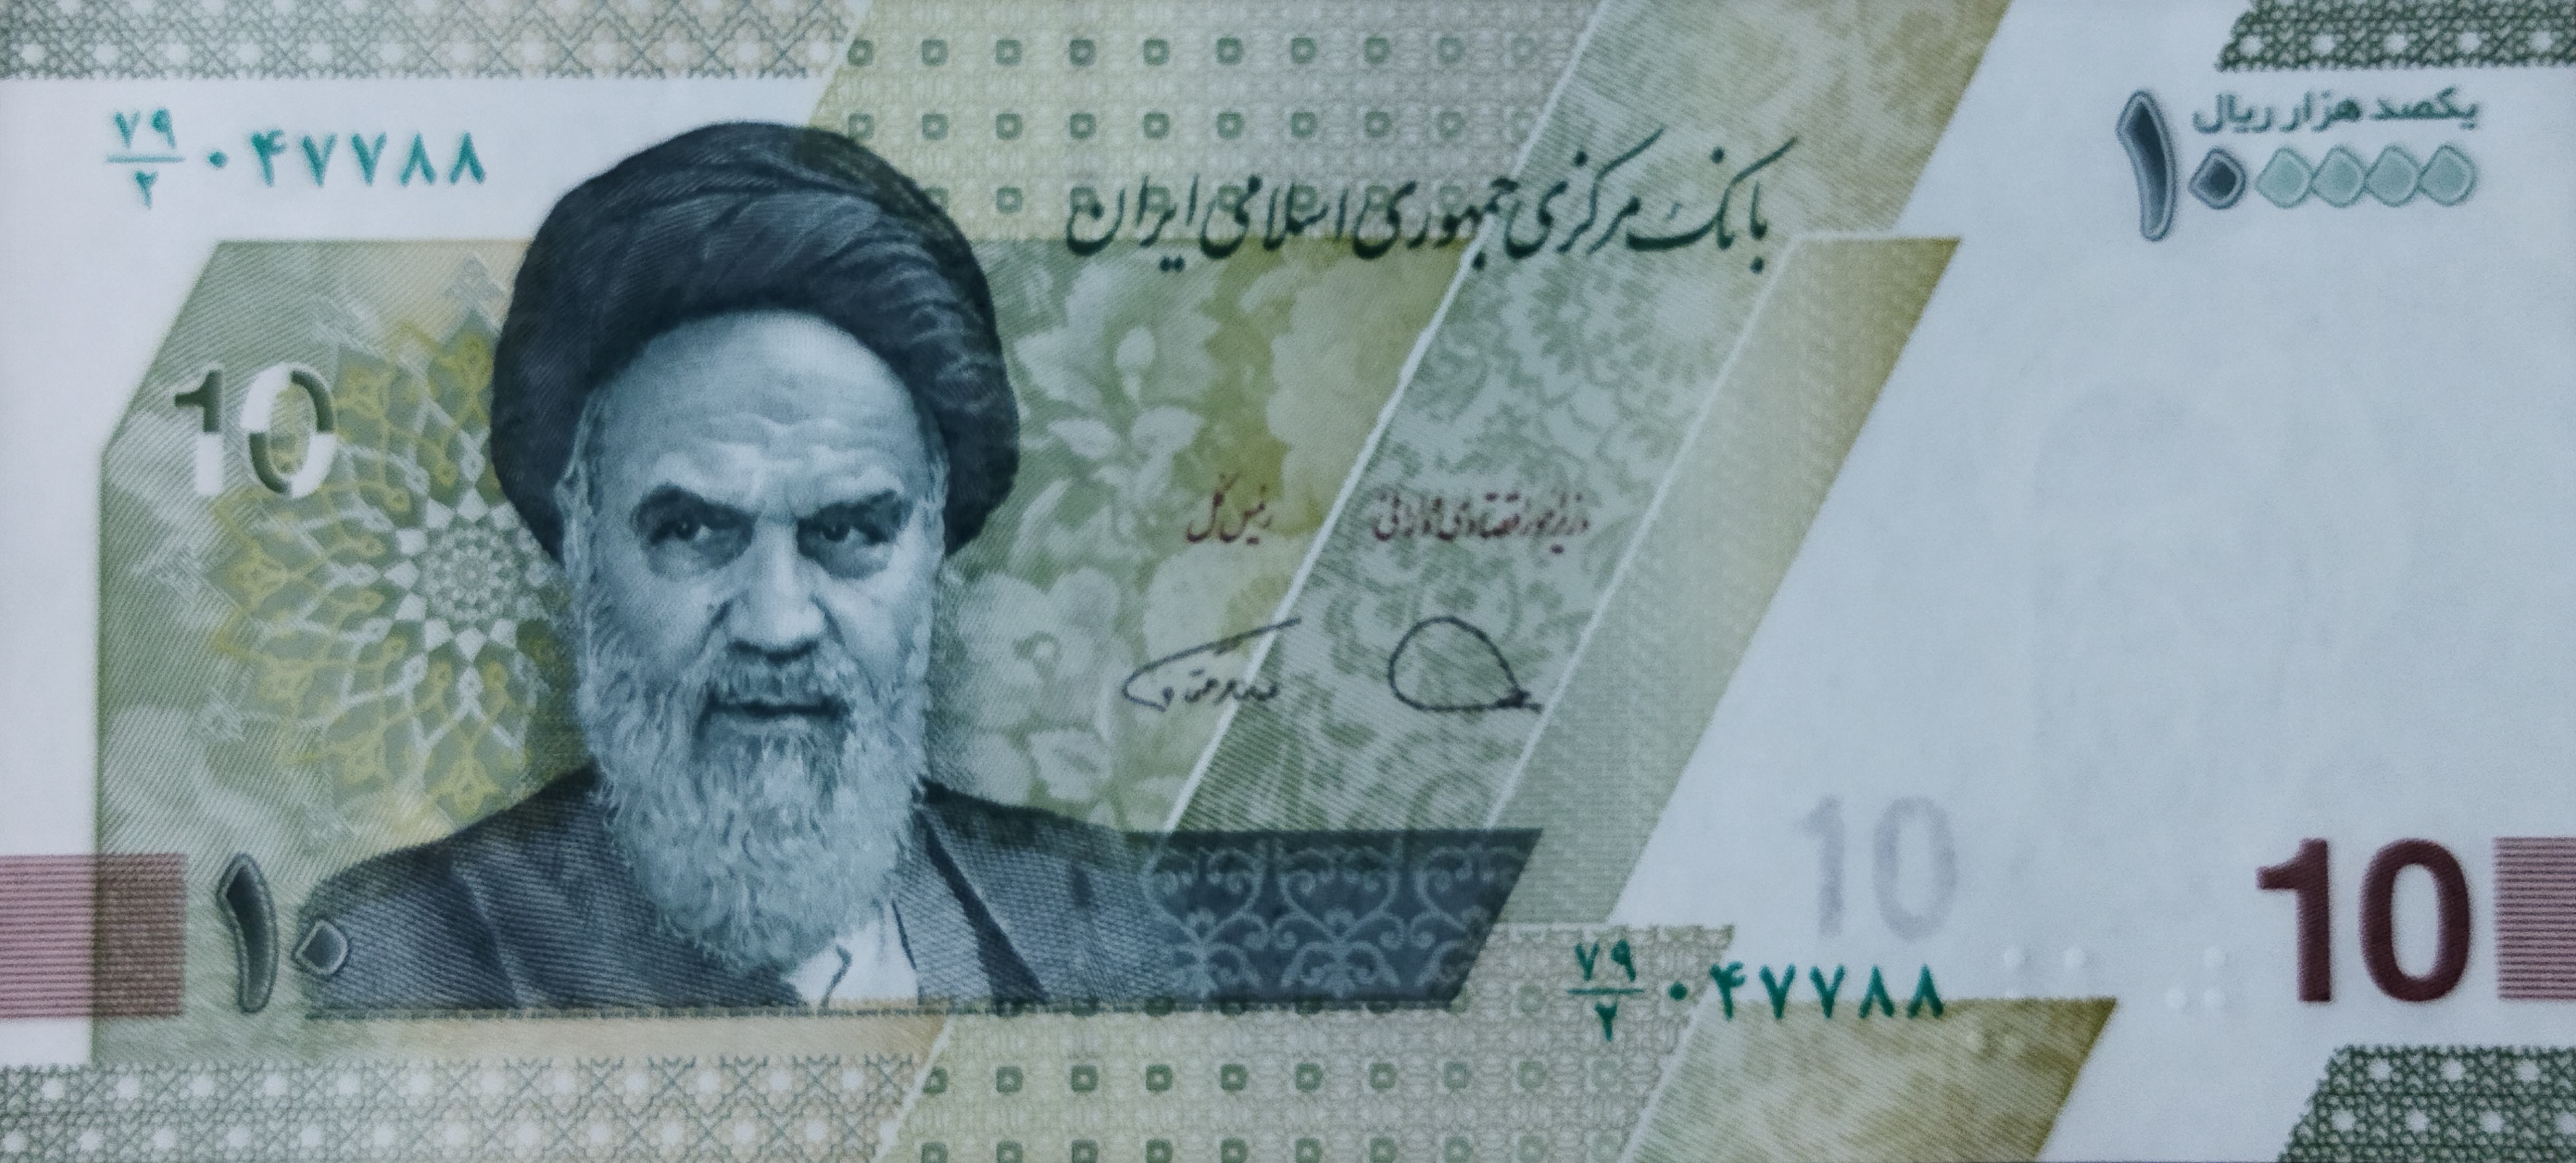 ۷۹/۲ ۰۴۷۷۸۸
یکصد هزار ریال
۱۰۰۰۰۰
بانک مرکزی جمهوری اسلامی ایران
10
وزیر امور اقتصادی و دارائی
رئیس کل
10
۱۰
10
۷۹/۲ ۰۴۷۷۸۸